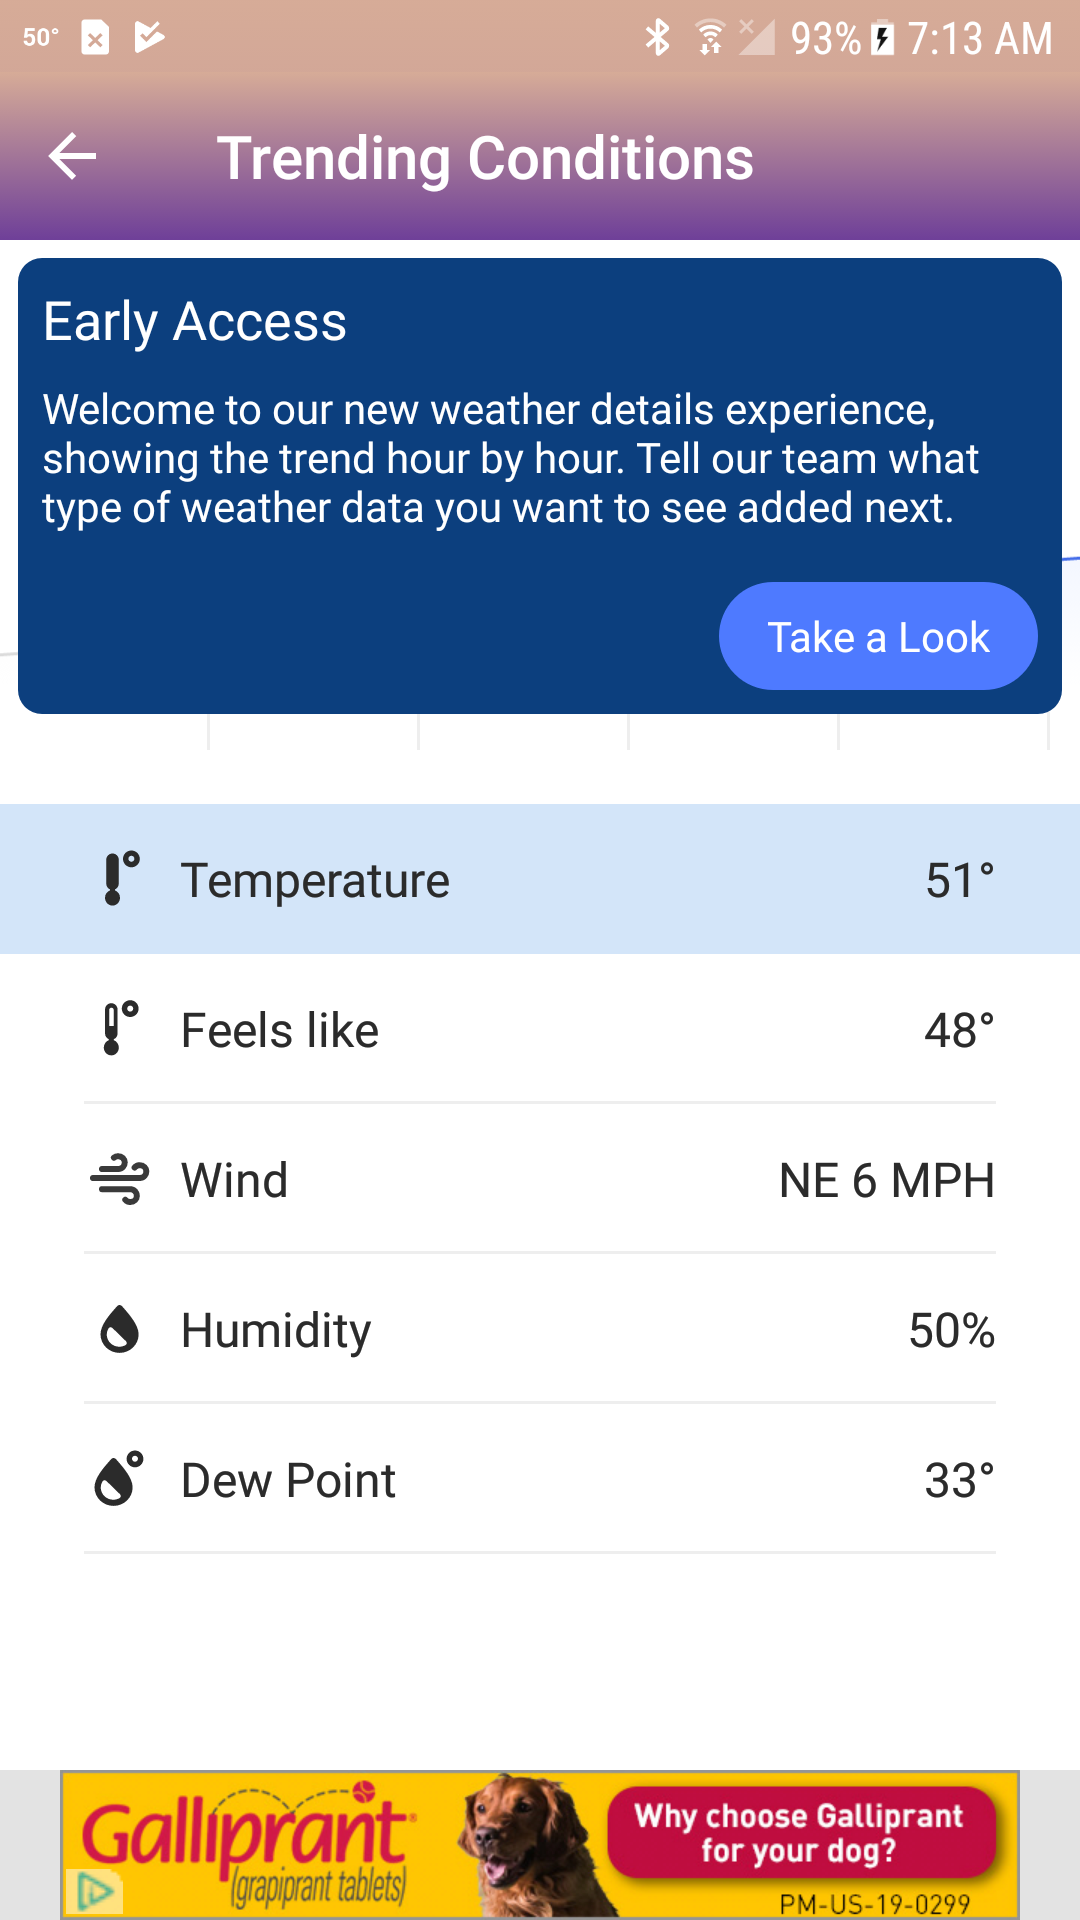 50° 93% 7:13 AM
Trending Conditions
Early Access
Welcome to our new weather details experience,
showing the trend hour by hour. Tell our team what
type of weather data you want to see added next.
Take a Look
Temperature 51°
Feels like 48°
Wind NE 6 MPH
Humidity 50%
Dew Point 33°
Galliprant®
(grapiprant tablets)
Why choose Galliprant
for your dog?
PM-US-19-0299